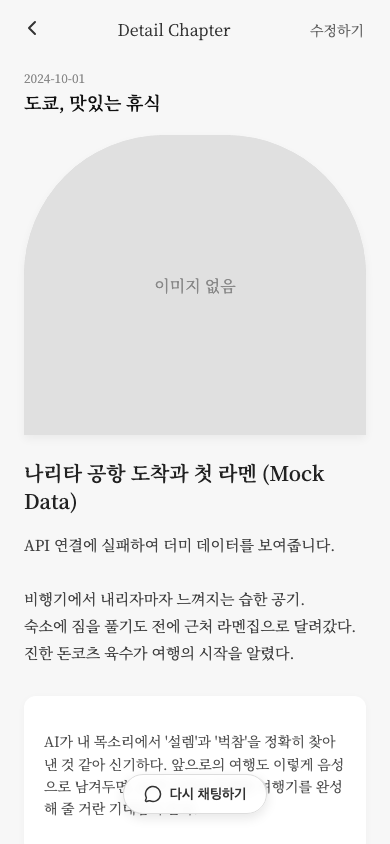 Detail Chapter
수정하기
2024-10-01
도쿄, 맛있는 휴식
이미지 없음
나리타 공항 도착과 첫 라멘 (Mock
Data)
API 연결에 실패하여 더미 데이터를 보여줍니다.
비행기에서 내리자마자 느껴지는 습한 공기.
숙소에 짐을 풀기도 전에 근처 라멘집으로 달려갔다.
진한 돈코츠 육수가 여행의 시작을 알렸다.
AI가 내 목소리에서 '설렘'과 '벅참'을 정확히 찾아
낸 것 같아 신기하다. 앞으로의 여행도 이렇게 음성
으로 남겨두면 여행기를 완성
해 줄 거란
다시 채팅하기